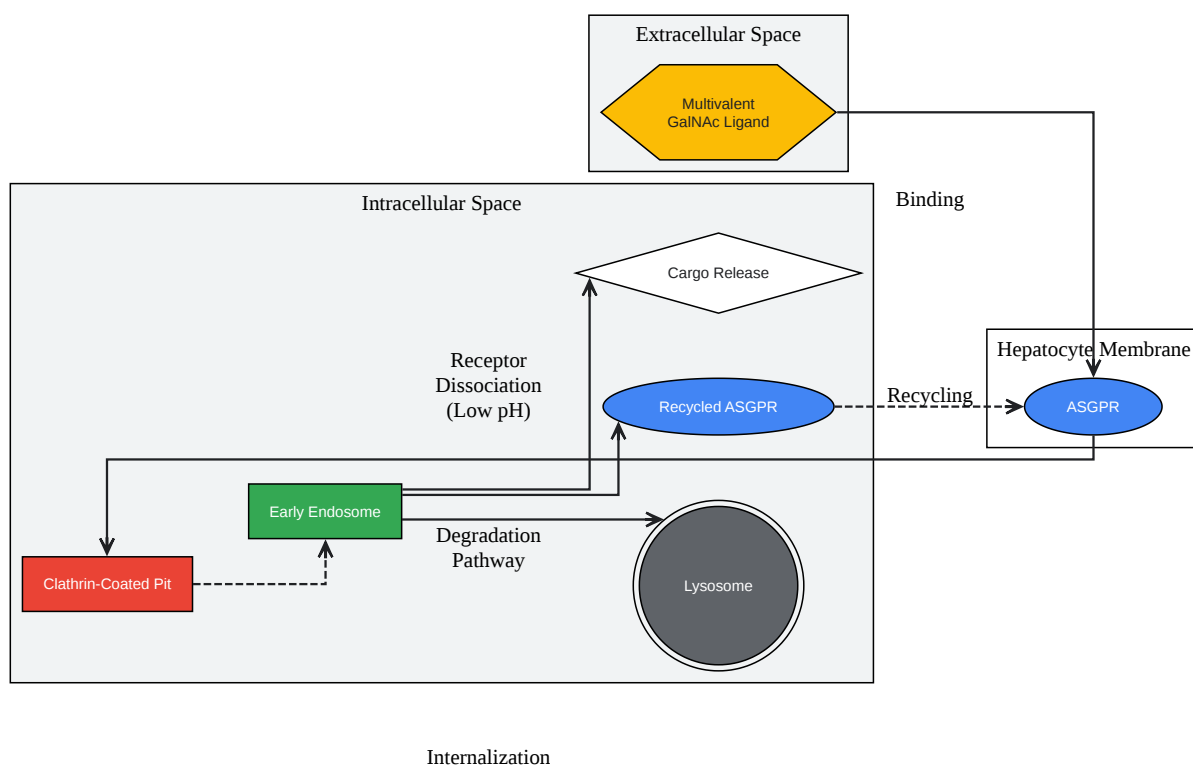 Extracellular Space
Multivalent
GalNAc Ligand
Binding
Intracellular Space
Cargo Release
Hepatocyte Membrane
Receptor
Dissociation
(Low pH)
Recycled ASGPR
Recycling
ASGPR
Early Endosome
Degradation
Pathway
Clathrin-Coated Pit
Lysosome
Internalization